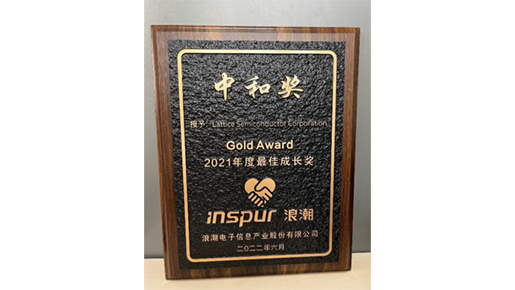 中和奖
授予：Lattice Semiconductor Corporation
Gold Award
2021年度最佳成长奖
inspur 浪潮
浪潮电子信息产业股份有限公司
二〇二二年六月